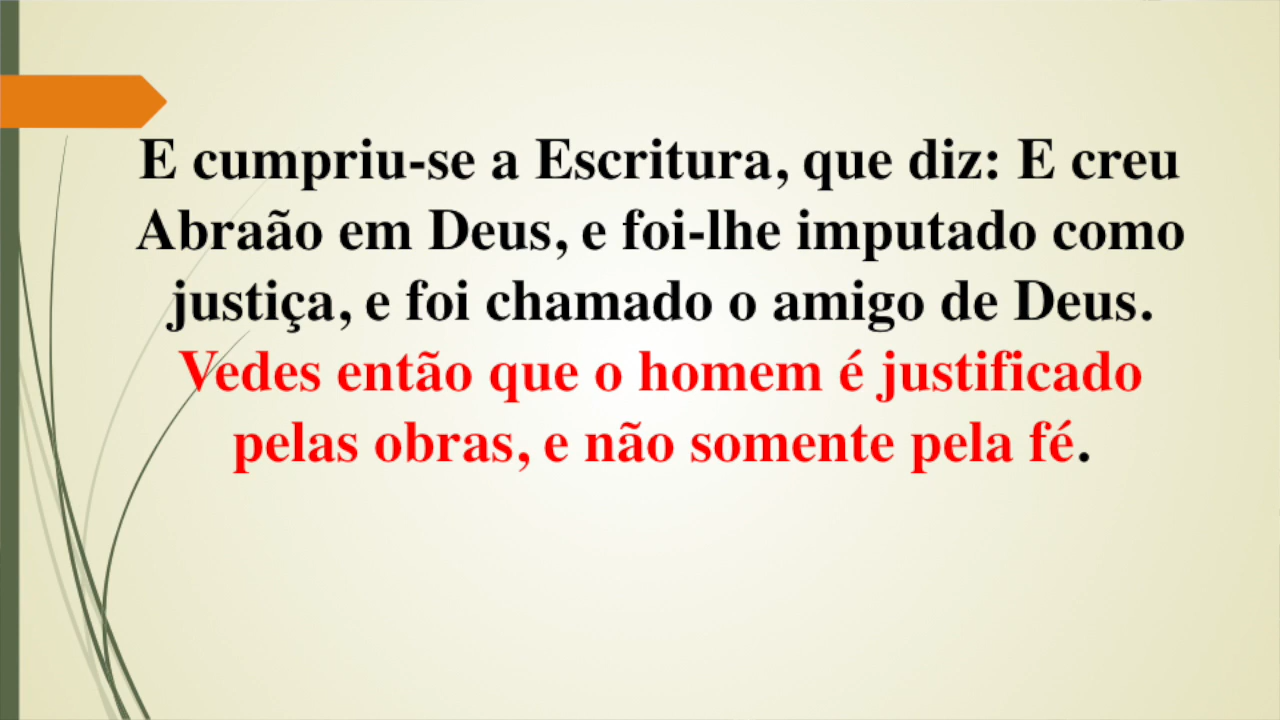 E cumpriu-se a Escritura, que diz: E creu
Abraão em Deus, e foi-lhe imputado como
justiça, e foi chamado o amigo de Deus.
Vedes então que o homem é justificado
pelas obras, e não somente pela fé.